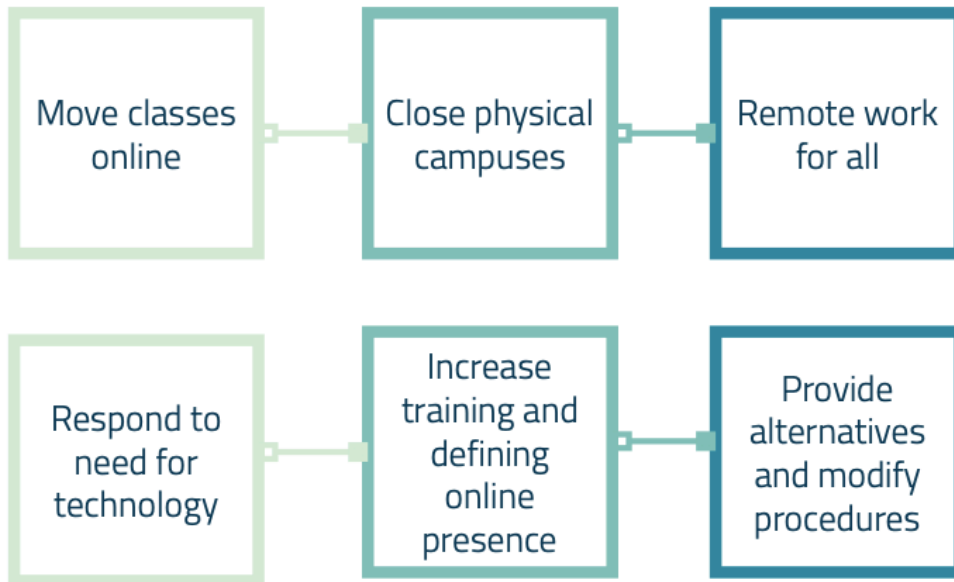 Move classes
online
Close physical
campuses
Remote work
for all
Respond to
need for
technology
Increase
training and
defining
online
presence
Provide
alternatives
and modify
procedures